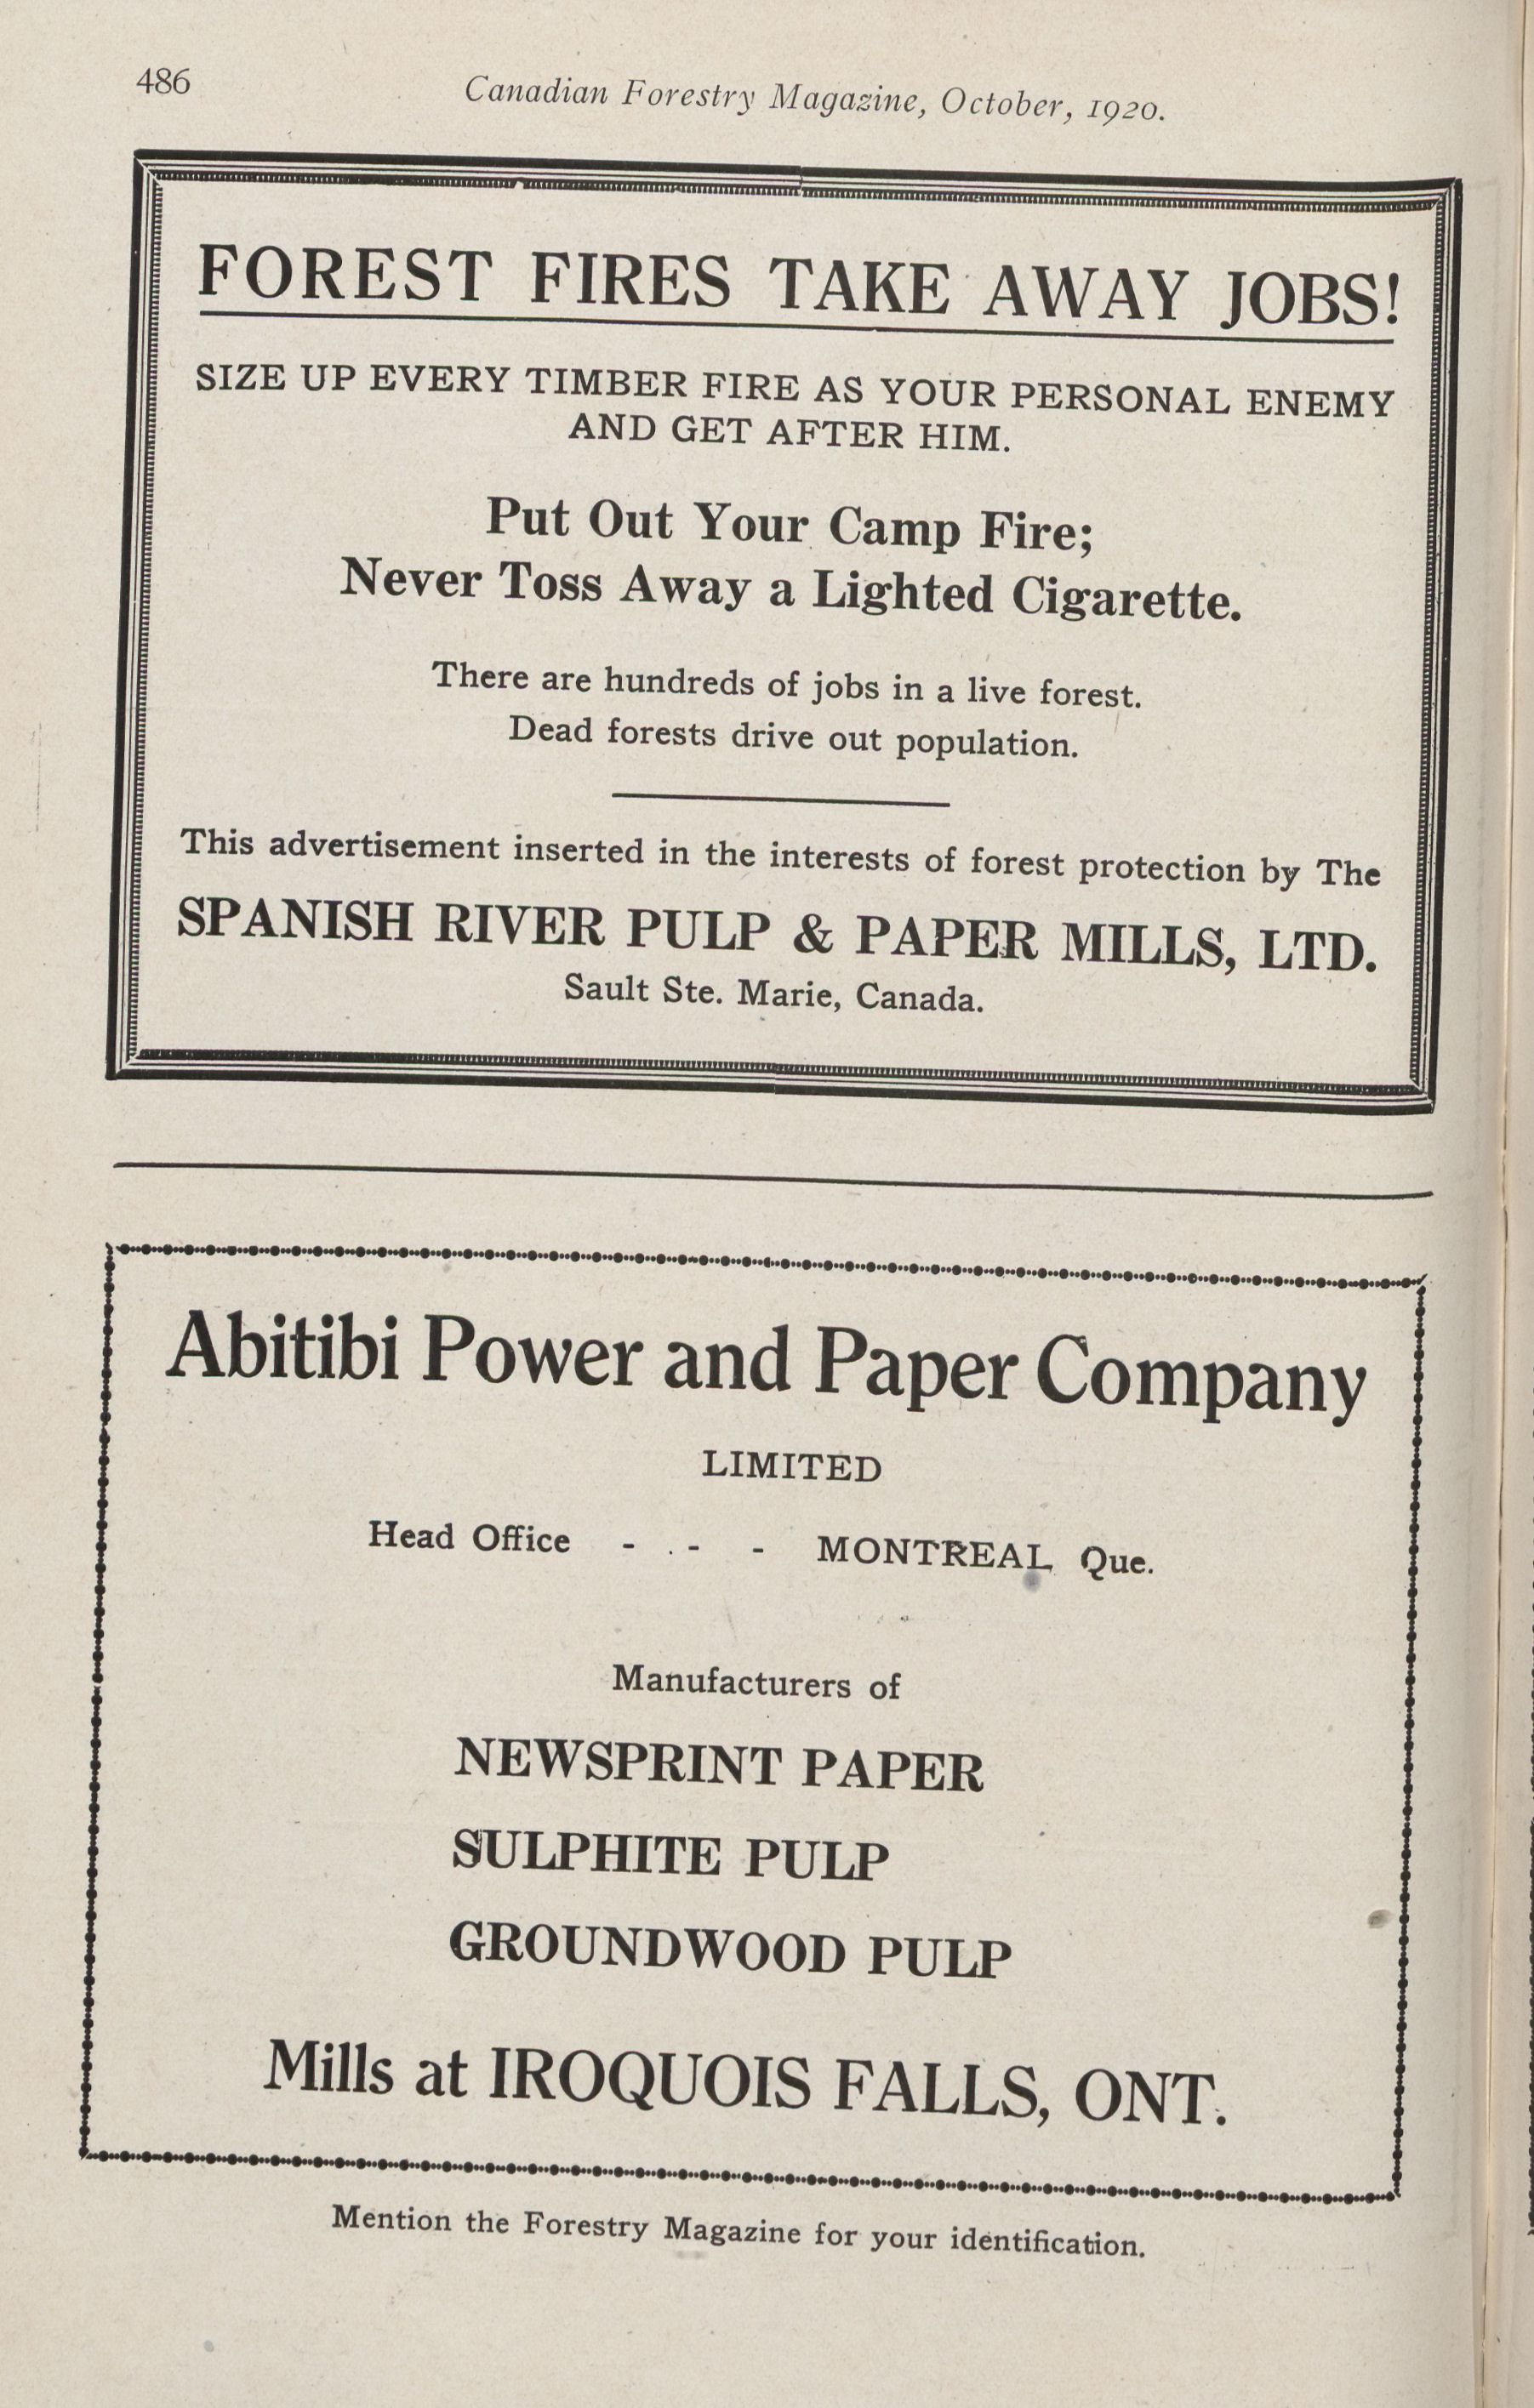 486
Canadian Forestry Magazine, October, 1920.
FOREST FIRES TAKE AWAY JOBS!
SIZE UP EVERY TIMBER FIRE AS YOUR PERSONAL ENEMY
AND GET AFTER HIM.
Put Out Your Camp Fire;
Never Toss Away a Lighted Cigarette.
There are hundreds of jobs in a live forest.
Dead forests drive out population.
This advertisement inserted in the interests of forest protection by The
SPANISH RIVER PULP & PAPER MILLS, LTD.
Sault Ste. Marie, Canada.
Abitibi Power and Paper Company
LIMITED
Head Office - - - MONTREAL Que.
Manufacturers of
NEWSPRINT PAPER
SULPHITE PULP
GROUNDWOOD PULP
Mills at IROQUOIS FALLS, ONT.
Mention the Forestry Magazine for your identification.